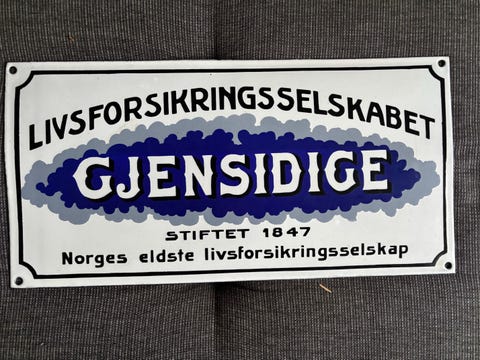 LIVSFORSIKRINGSSELSKABET
GJENSIDIGE
STIFTET 1847
Norges eldste livsforsikringsselskap